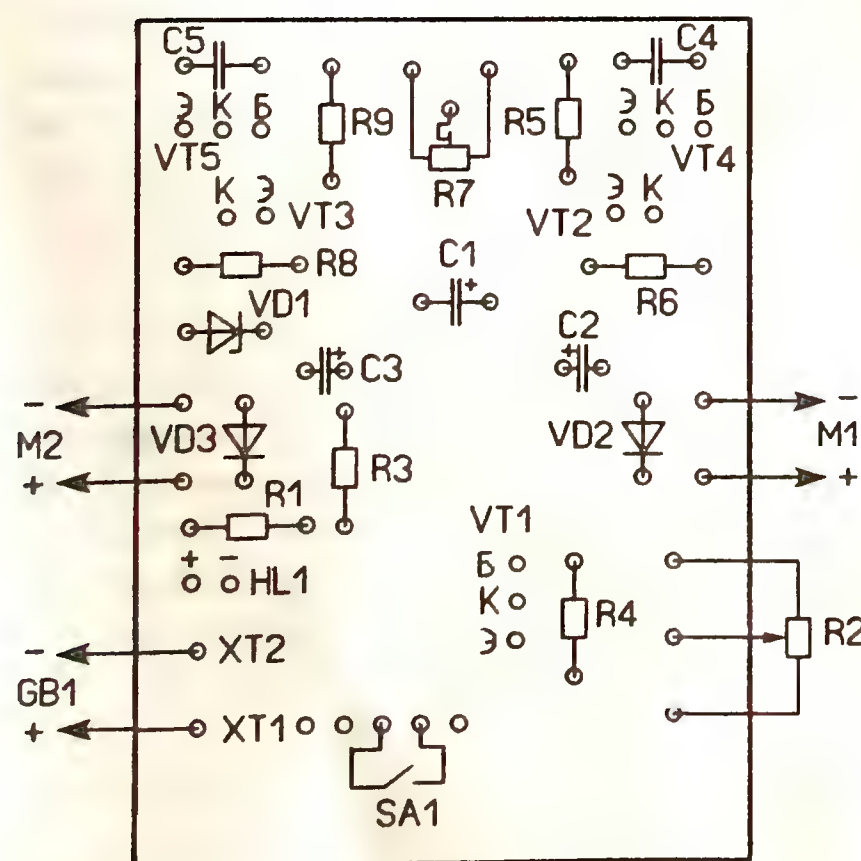 C5
C4
Э К Б
R9
R5
Э К Б
VT5
R7
VT4
К Э
VT3
VT2
Э К
R8
C1
+
R6
VD1
C2
+
C3
+
-
M2
+
VD3
VD2
-
M1
+
R3
R1
+ -
HL1
VT1
Б
К
Э
R4
R2
-
GB1
+
XT2
XT1
SA1